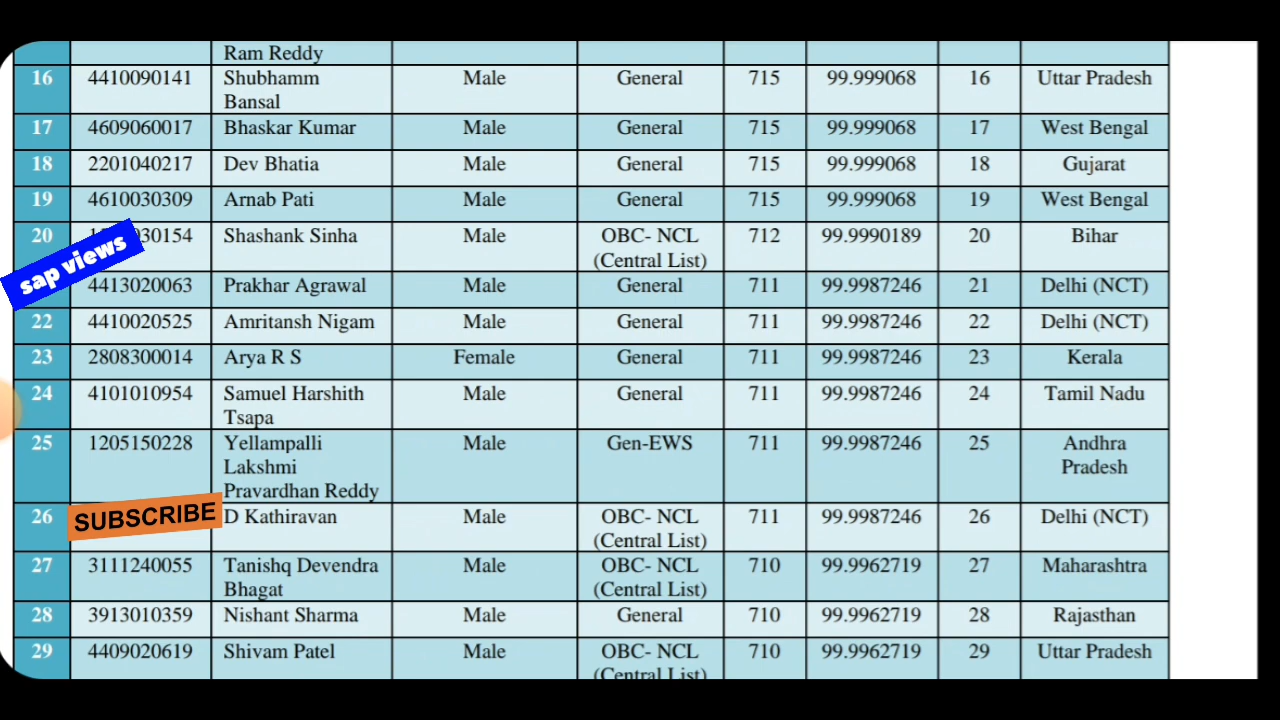 Ram Reddy
16 4410090141 Shubhamm Male General 715 99.999068 16 Uttar Pradesh
Bansal
17 4609060017 Bhaskar Kumar Male General 715 99.999068 17 West Bengal
18 2201040217 Dev Bhatia Male General 715 99.999068 18 Gujarat
19 4610030309 Arnab Pati Male General 715 99.999068 19 West Bengal
20 Shashank Sinha Male OBC- NCL 712 99.9990189 20 Bihar
(Central List)
sap views
4413020063 Prakhar Agrawal Male General 711 99.9987246 21 Delhi (NCT)
22 4410020525 Amritansh Nigam Male General 711 99.9987246 22 Delhi (NCT)
23 2808300014 Arya R S Female General 711 99.9987246 23 Kerala
24 4101010954 Samuel Harshith Male General 711 99.9987246 24 Tamil Nadu
Tsapa
25 1205150228 Yellampalli Male Gen-EWS 711 99.9987246 25 Andhra
Lakshmi Pradesh
Pravardhan Reddy
SUBSCRIBE
26 D Kathiravan Male OBC- NCL 711 99.9987246 26 Delhi (NCT)
(Central List)
27 3111240055 Tanishq Devendra Male OBC- NCL 710 99.9962719 27 Maharashtra
Bhagat (Central List)
28 3913010359 Nishant Sharma Male General 710 99.9962719 28 Rajasthan
29 4409020619 Shivam Patel Male OBC- NCL 710 99.9962719 29 Uttar Pradesh
(Central List)